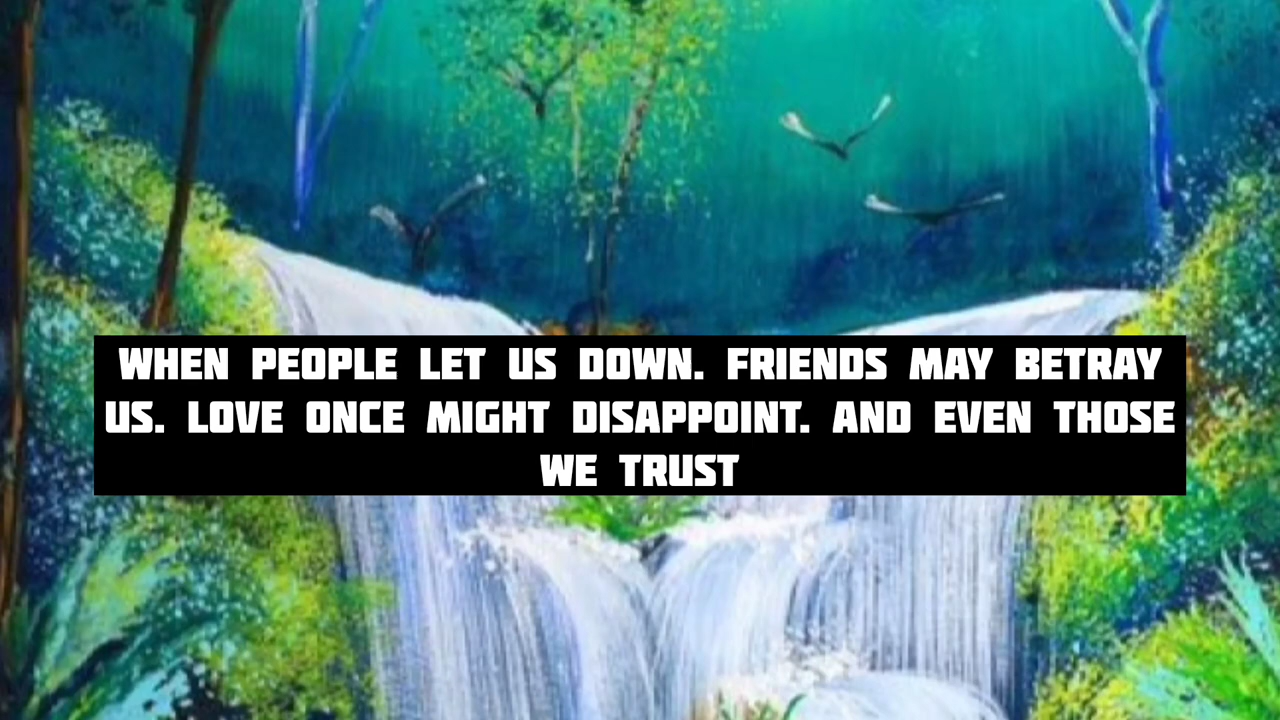 WHEN PEOPLE LET US DOWN. FRIENDS MAY BETRAY
US. LOVE ONCE MIGHT DISAPPOINT. AND EVEN THOSE
WE TRUST